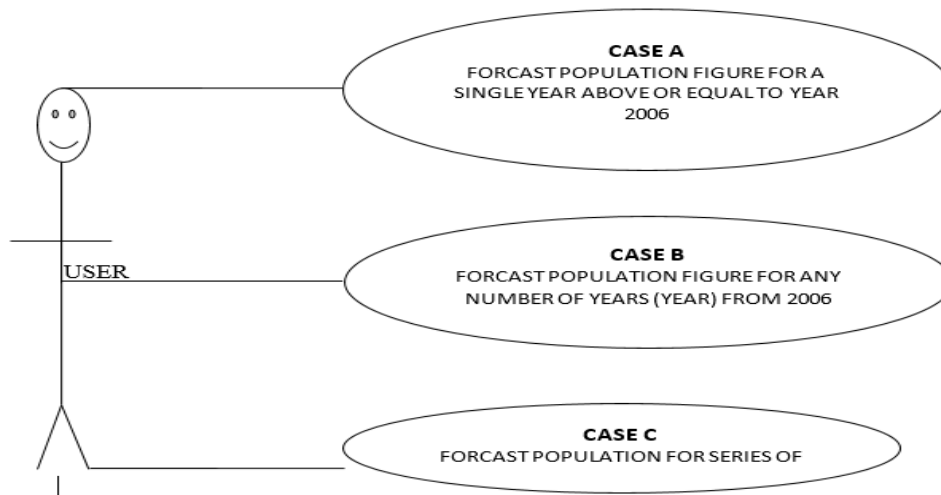 CASE A
FORCAST POPULATION FIGURE FOR A
SINGLE YEAR ABOVE OR EQUAL TO YEAR
2006
USER
CASE B
FORCAST POPULATION FIGURE FOR ANY
NUMBER OF YEARS (YEAR) FROM 2006
CASE C
FORCAST POPULATION FOR SERIES OF